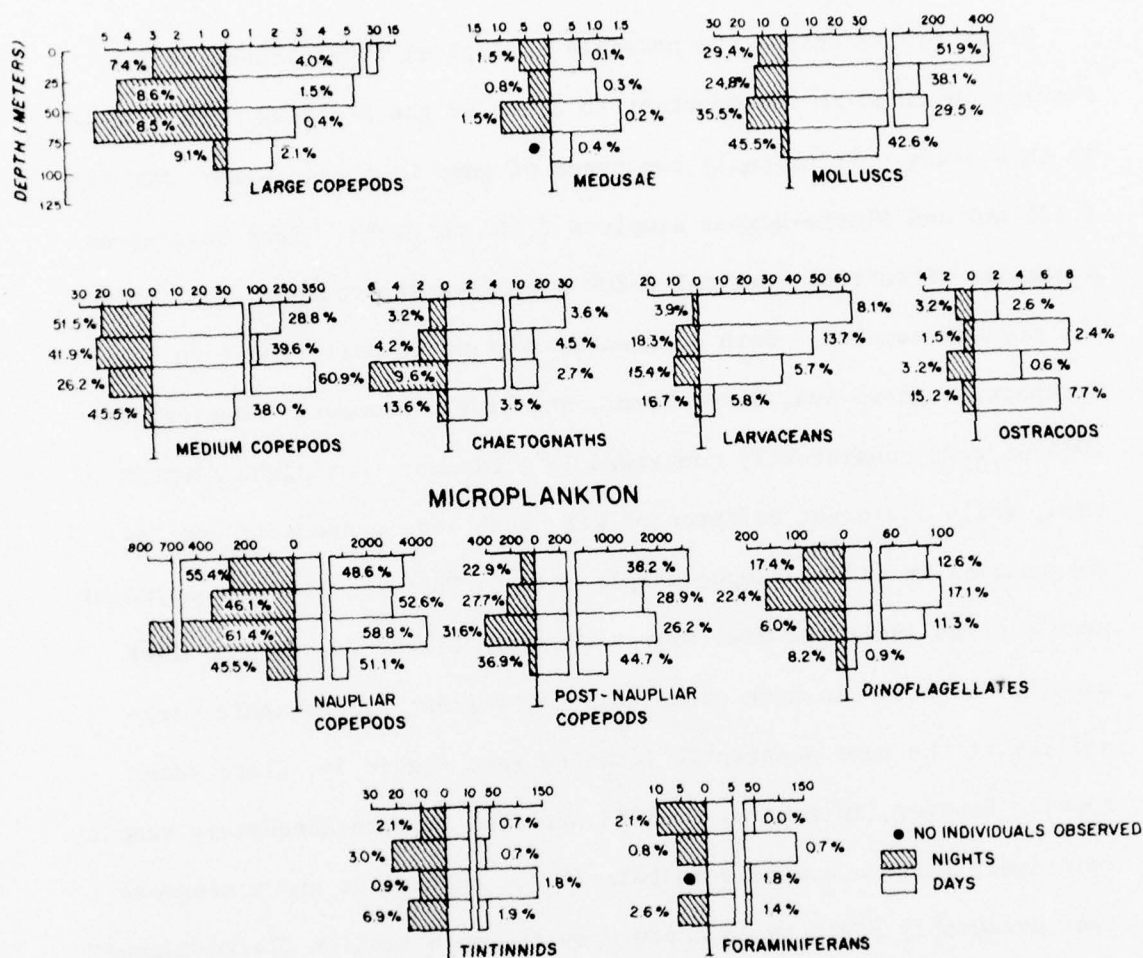 5 4 3 2 1 0 1 2 3 4 5 30 15
1.5 10 5 0 5 10 1.5
30 20 10 0 10 20 30 200 400
DEPTH (METERS)
0
25
50
75
100
125
7.4% 4.0%
8.6% 1.5%
8.5% 0.4%
9.1% 2.1%
LARGE COPEPODS
1.5% 0.1%
0.8% 0.3%
1.5% 0.2%
0.4%
MEDUSAE
29.4% 51.9%
24.8% 38.1%
35.5% 29.5%
45.5% 42.6%
MOLLUSCS
30 20 10 0 10 20 30 100 250 350
6 4 2 0 2 4 10 20 30
20 10 0 10 20 30 40 50 60
4 2 0 2 4 6 8
51.5% 28.8%
41.9% 39.6%
26.2% 60.9%
45.5% 38.0%
MEDIUM COPEPODS
3.2% 3.6%
4.2% 4.5%
9.6% 2.7%
13.6% 3.5%
CHAETOGNATHS
3.9% 8.1%
18.3% 13.7%
15.4% 5.7%
16.7% 5.8%
LARVACEANS
3.2% 2.6%
1.5% 2.4%
3.2% 0.6%
15.2% 7.7%
OSTRACODS
MICROPLANKTON
800 700 400 200 0 2000 4000
400 200 0 200 1000 2000
100 50 0 20 60 100
55.4% 48.6%
46.1% 52.6%
61.4% 58.8%
45.5% 51.1%
NAUPLIAR
COPEPODS
22.9% 38.2%
27.7% 28.9%
31.6% 26.2%
36.9% 44.7%
POST-NAUPLIAR
COPEPODS
17.4% 12.6%
22.4% 17.1%
6.0% 11.3%
8.2% 0.9%
DINOFLAGELLATES
30 20 10 0 10 50 150
10 5 0 5 50 150
2.1% 0.7%
3.0% 0.7%
0.9% 1.8%
6.9% 1.9%
TINTINNIDS
2.1% 0.0%
0.8% 0.7%
1.8%
2.6% 1.4%
FORAMINIFERANS
NO INDIVIDUALS OBSERVED
NIGHTS
DAYS